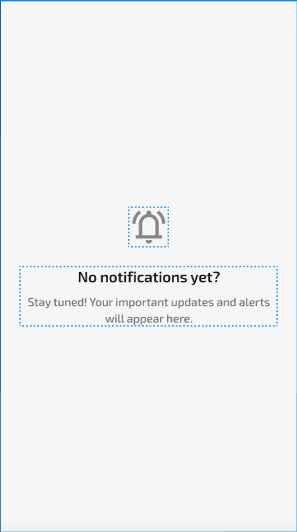 No notifications yet?
Stay tuned! Your important updates and alerts
will appear here.